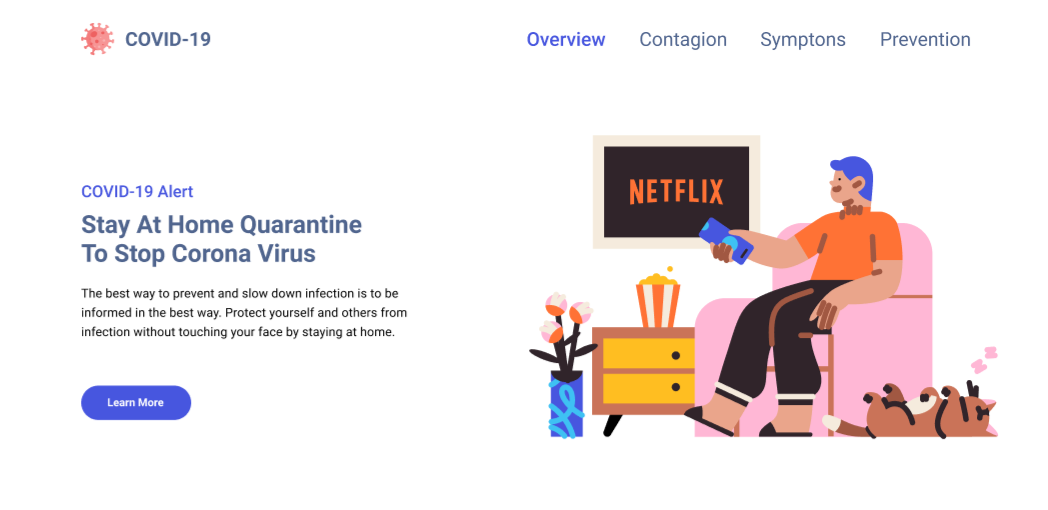 COVID-19
Overview Contagion Symptons Prevention
COVID-19 Alert
Stay At Home Quarantine
To Stop Corona Virus
The best way to prevent and slow down infection is to be
informed in the best way. Protect yourself and others from
infection without touching your face by staying at home.
Learn More
NETFLIX